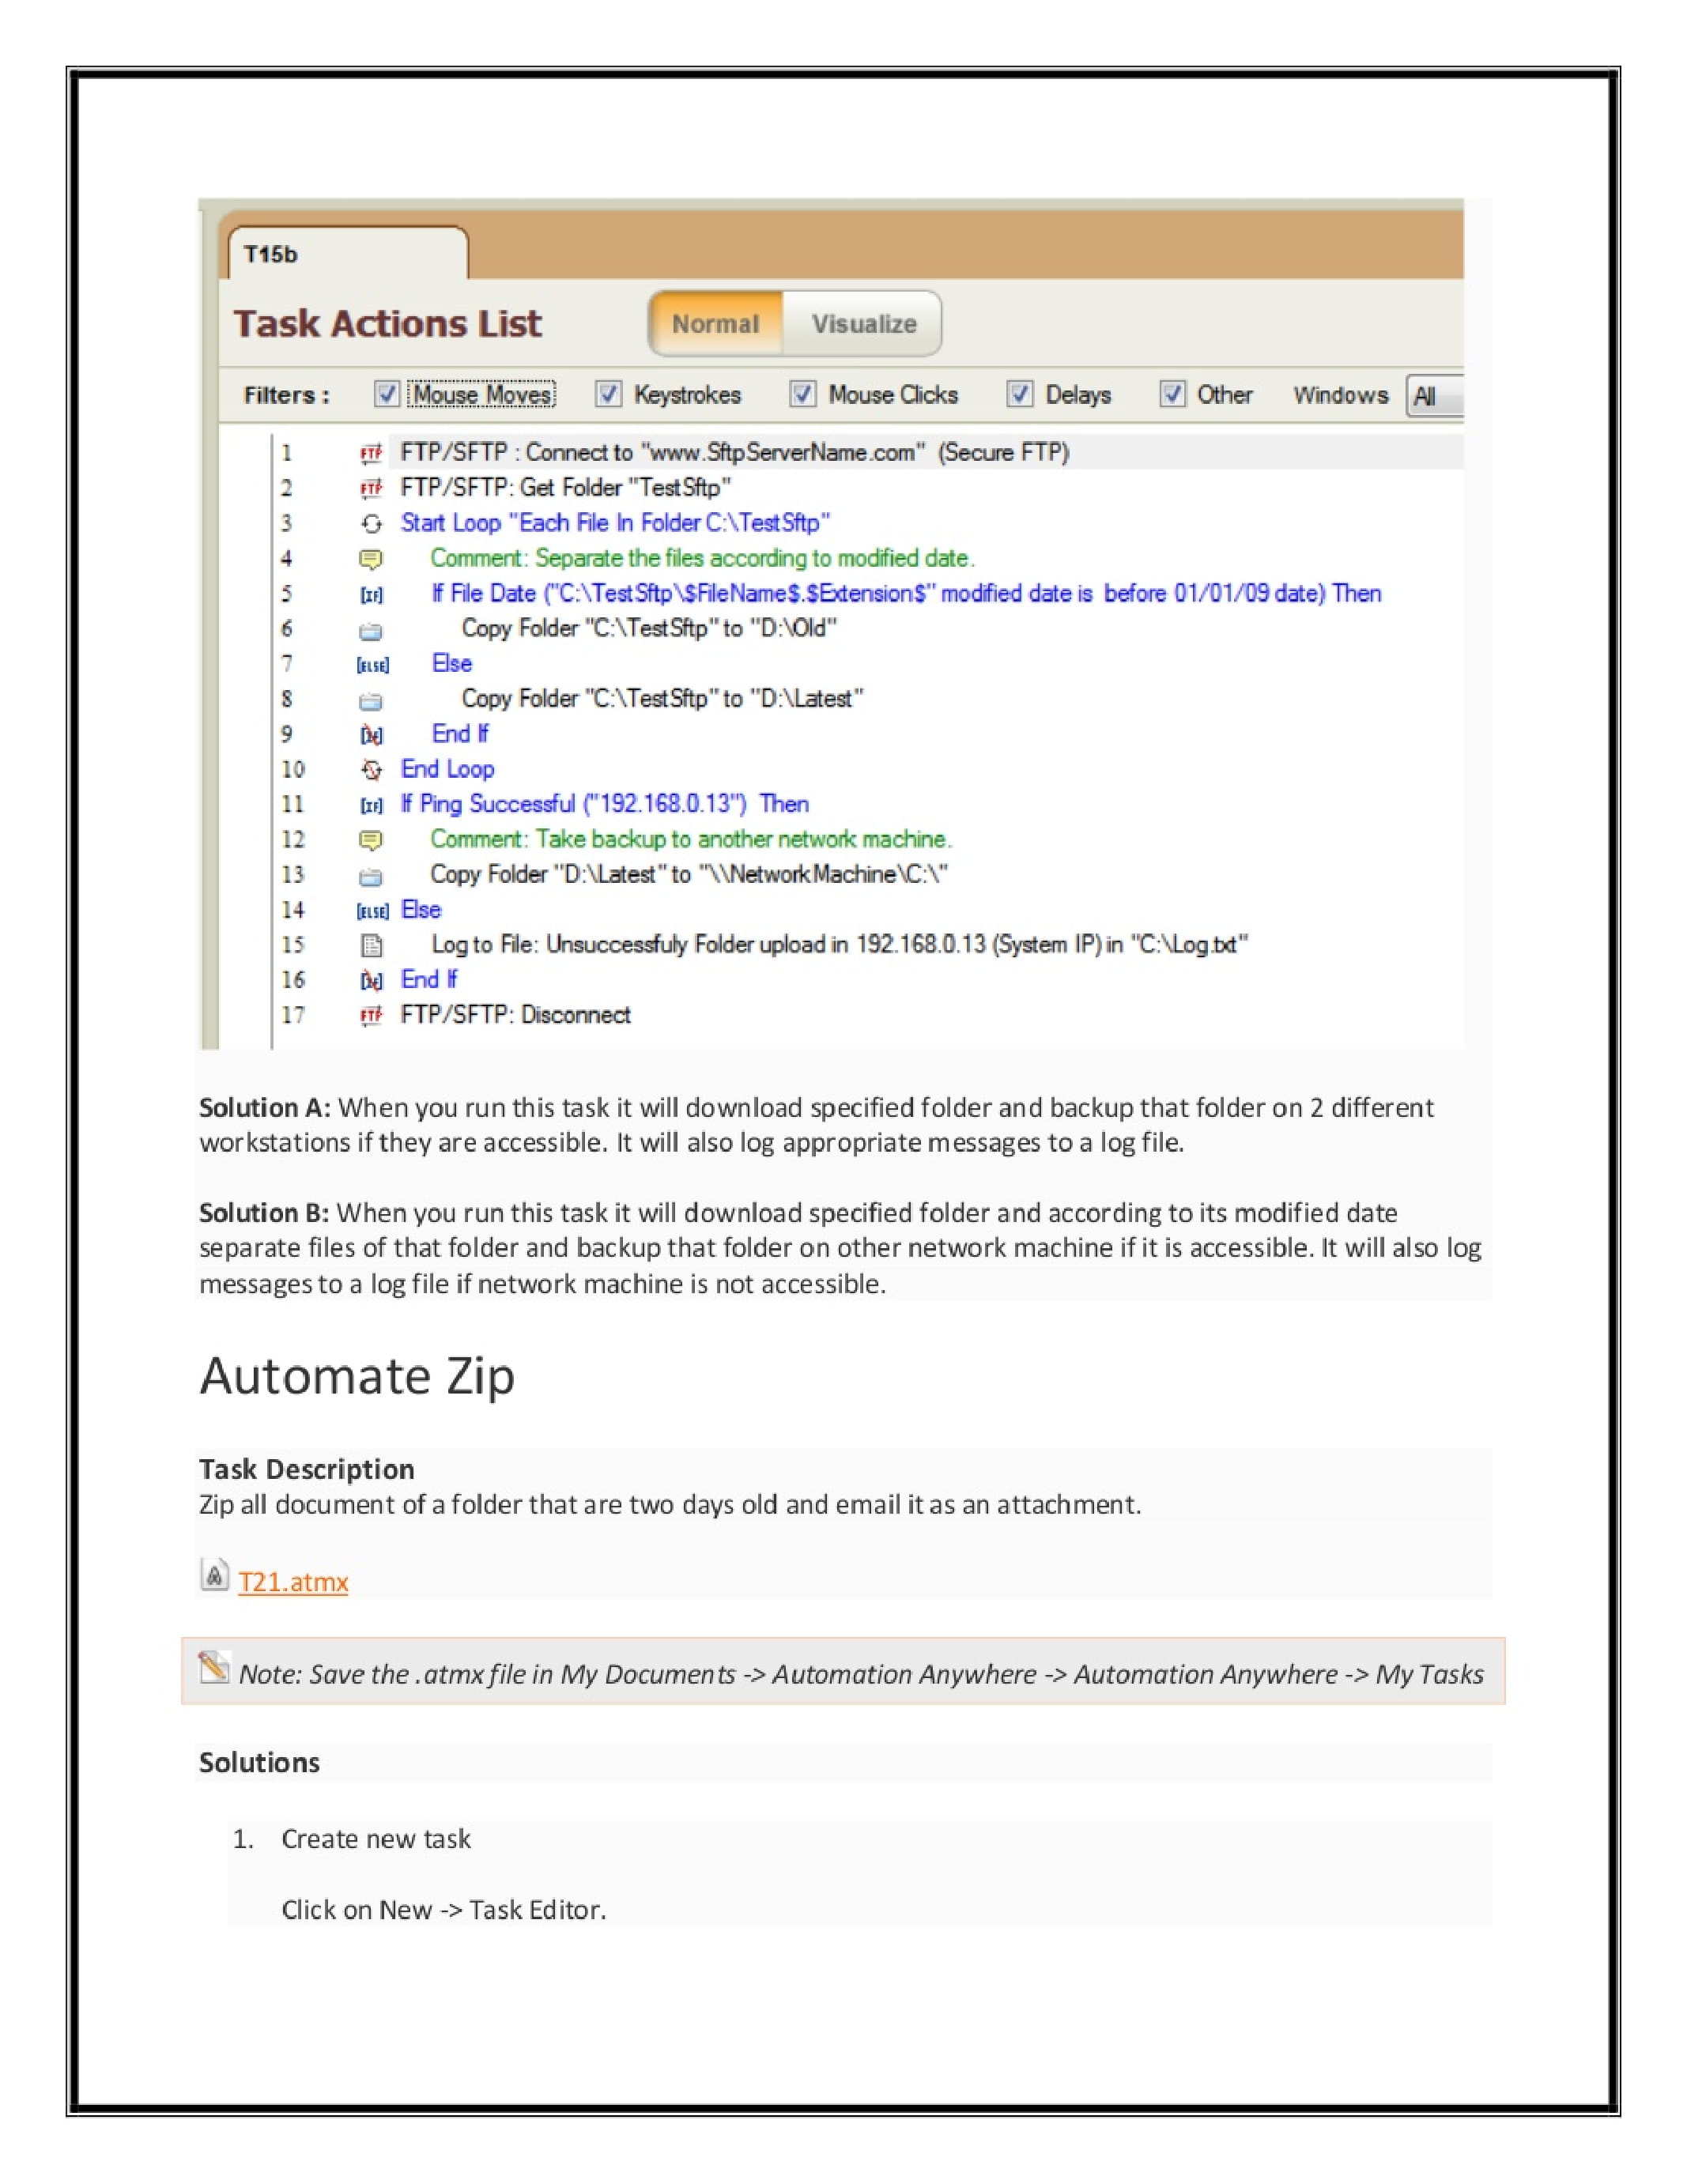 T15b
Task Actions List Normal Visualize
Filters : Mouse Moves Keystrokes Mouse Clicks Delays Other Windows All
1 FTP FTP/SFTP : Connect to "www.SftpServerName.com" (Secure FTP)
2 FTP FTP/SFTP: Get Folder "TestSftp"
3 Start Loop "Each File In Folder C:\TestSftp"
4 Comment: Separate the files according to modified date.
5 [IF] If File Date ("C:\TestSftp\$FileName$.$Extension$" modified date is before 01/01/09 date) Then
6 Copy Folder "C:\TestSftp" to "D:\Old"
7 [ELSE] Else
8 Copy Folder "C:\TestSftp" to "D:\Latest"
9 End If
10 End Loop
11 [IF] If Ping Successful ("192.168.0.13") Then
12 Comment: Take backup to another network machine.
13 Copy Folder "D:\Latest" to "\\NetworkMachine\C:\"
14 [ELSE] Else
15 Log to File: Unsuccessfuly Folder upload in 192.168.0.13 (System IP) in "C:\Log.txt"
16 End If
17 FTP FTP/SFTP: Disconnect
Solution A: When you run this task it will download specified folder and backup that folder on 2 different
workstations if they are accessible. It will also log appropriate messages to a log file.
Solution B: When you run this task it will download specified folder and according to its modified date
separate files of that folder and backup that folder on other network machine if it is accessible. It will also log
messages to a log file if network machine is not accessible.
Automate Zip
Task Description
Zip all document of a folder that are two days old and email it as an attachment.
T21.atmx
Note: Save the .atmx file in My Documents -> Automation Anywhere -> Automation Anywhere -> My Tasks
Solutions
1. Create new task
Click on New -> Task Editor.